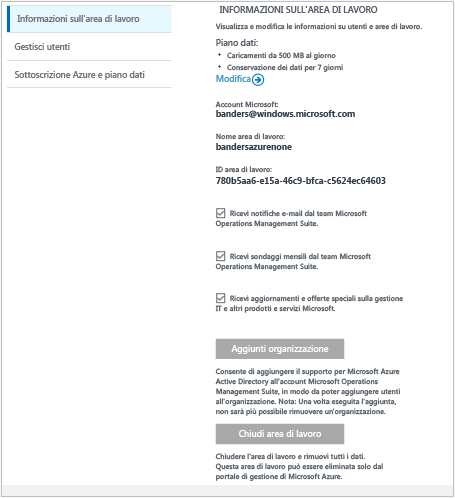 Informazioni sull'area di lavoro
Gestisci utenti
Sottoscrizione Azure e piano dati
INFORMAZIONI SULL'AREA DI LAVORO
Visualizza e modifica le informazioni su utenti e aree di lavoro.
Piano dati:
• Caricamenti da 500 MB al giorno
• Conservazione dei dati per 7 giorni
Modifica
Account Microsoft:
banders@windows.microsoft.com
Nome area di lavoro:
bandersazurenone
ID area di lavoro:
780b5aa6-e15a-46c9-bfca-c5624ec64603
Ricevi notifiche e-mail dal team Microsoft
Operations Management Suite.
Ricevi sondaggi mensili dal team Microsoft
Operations Management Suite.
Ricevi aggiornamenti e offerte speciali sulla gestione
IT e altri prodotti e servizi Microsoft.
Aggiunti organizzazione
Consente di aggiungere il supporto per Microsoft Azure
Active Directory all'account Microsoft Operations
Management Suite, in modo da poter aggiungere utenti
all'organizzazione. Nota: Una volta eseguita l'aggiunta,
non sarà più possibile rimuovere un'organizzazione.
Chiudi area di lavoro
Chiudere l'area di lavoro e rimuovi tutti i dati.
Questa area di lavoro può essere eliminata solo dal
portale di gestione di Microsoft Azure.